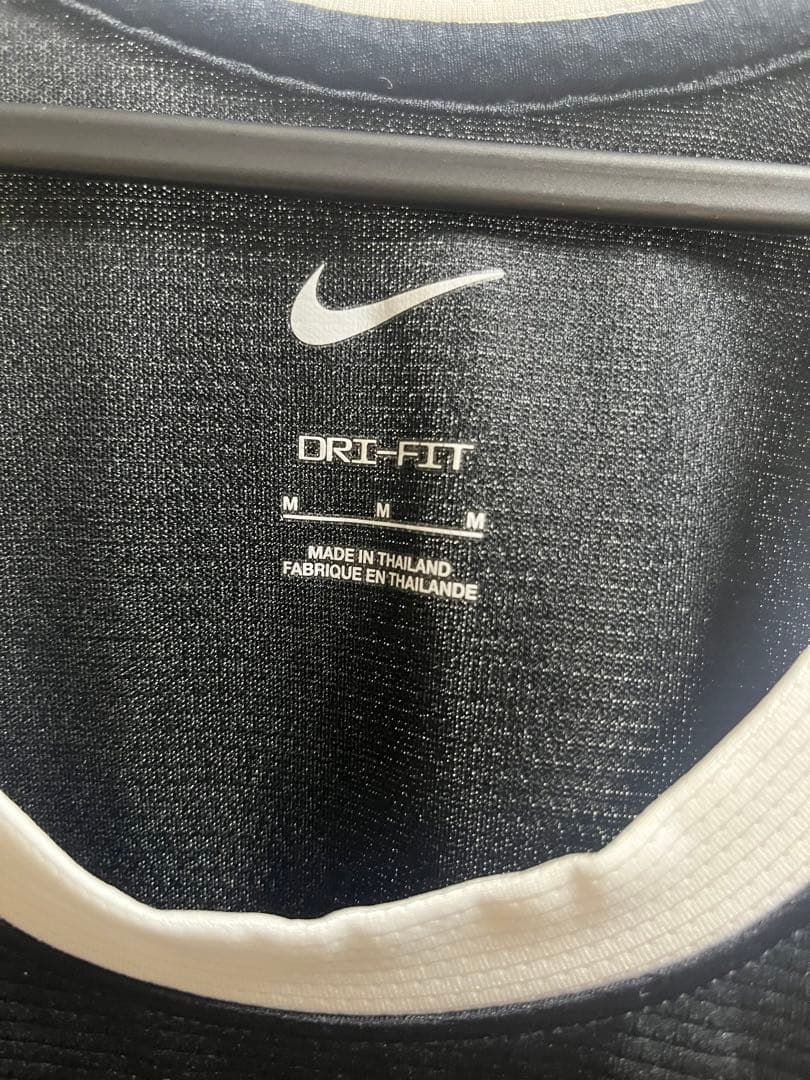 DRI-FIT
M M M
MADE IN THAILAND
FABRIQUE EN THAILANDE